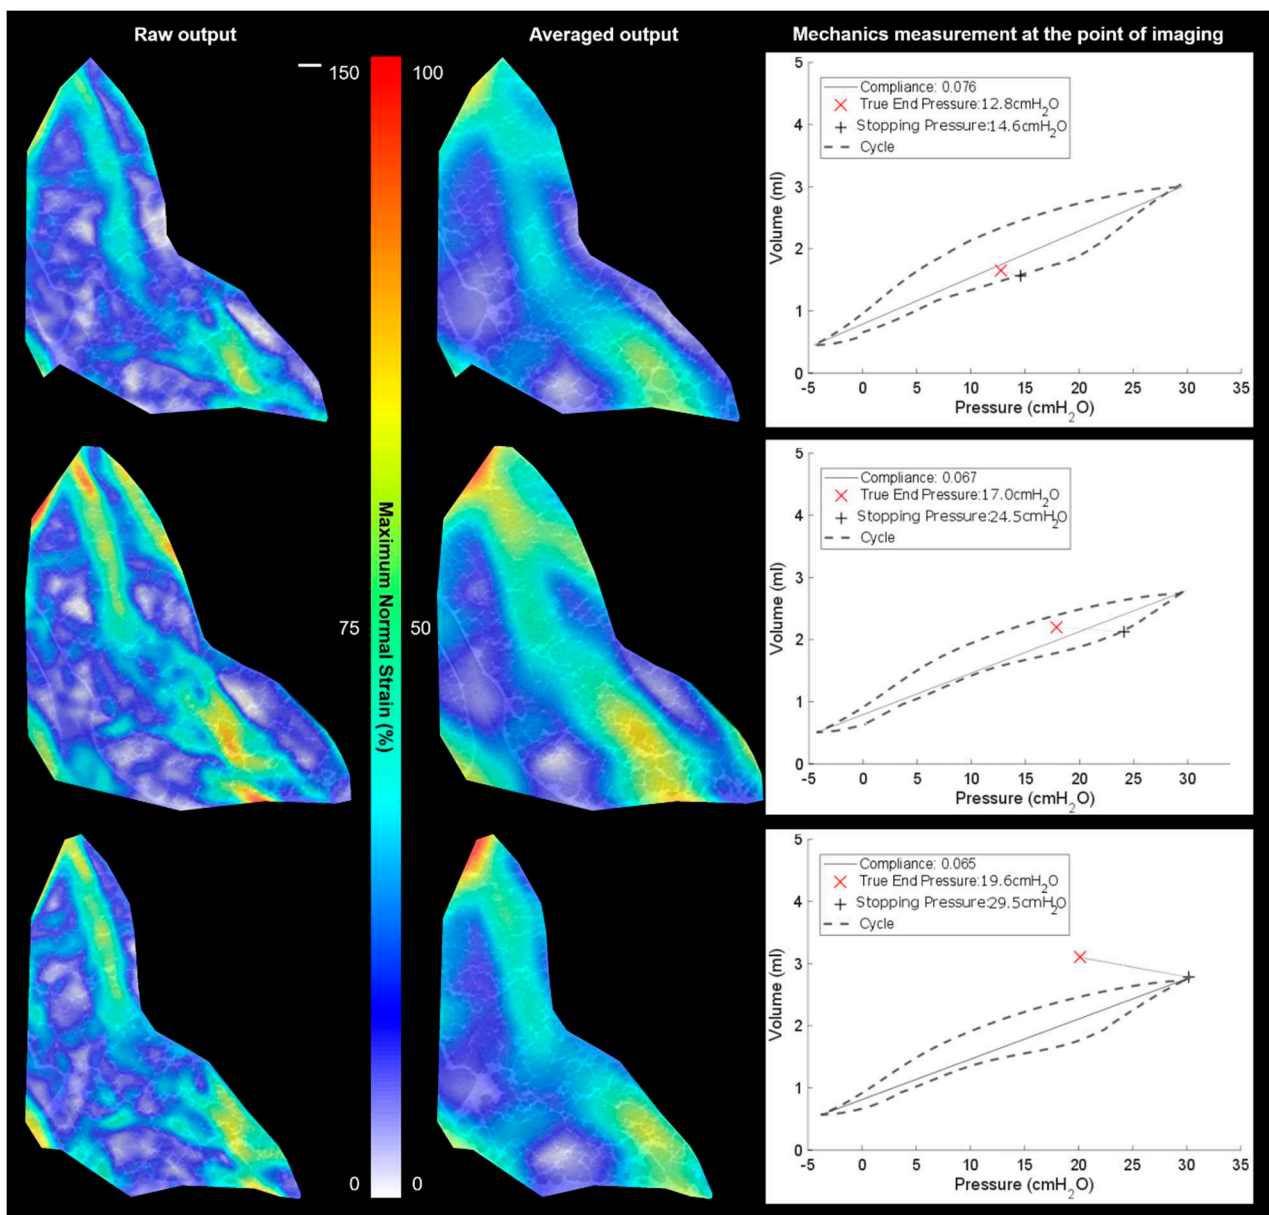 Raw output
Averaged output
Mechanics measurement at the point of imaging
150
100
75
50
0
0
Maximum Normal Strain (%)
5
4
3
2
1
0
Volume (ml)
Compliance: 0.076
True End Pressure:12.8cmH2O
Stopping Pressure:14.6cmH2O
Cycle
-5 0 5 10 15 20 25 30 35
Pressure (cmH2O)
5
4
3
2
1
0
Volume (ml)
Compliance: 0.067
True End Pressure:17.0cmH2O
Stopping Pressure:24.5cmH2O
Cycle
-5 0 5 10 15 20 25 30
Pressure (cmH2O)
5
4
3
2
1
0
Volume (ml)
Compliance: 0.065
True End Pressure:19.6cmH2O
Stopping Pressure:29.5cmH2O
Cycle
-5 0 5 10 15 20 25 30 35
Pressure (cmH2O)